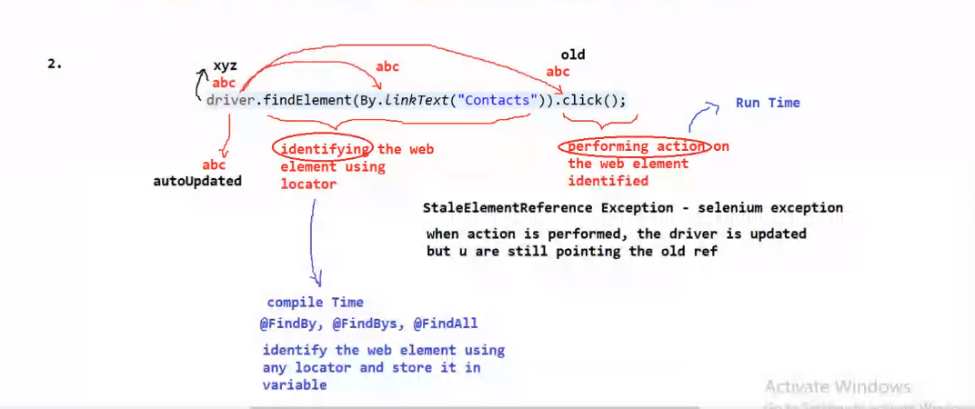 2.
xyz
abc
abc
old
abc
driver.findElement(By.linkText("Contacts")).click();
Run Time
abc
autoUpdated
identifying the web
element using
locator
performing action on
the web element
identified
StaleElementReference Exception - selenium exception
when action is performed, the driver is updated
but u are still pointing the old ref
compile Time
@FindBy, @FindBys, @FindAll
identify the web element using
any locator and store it in
variable
Activate Windows